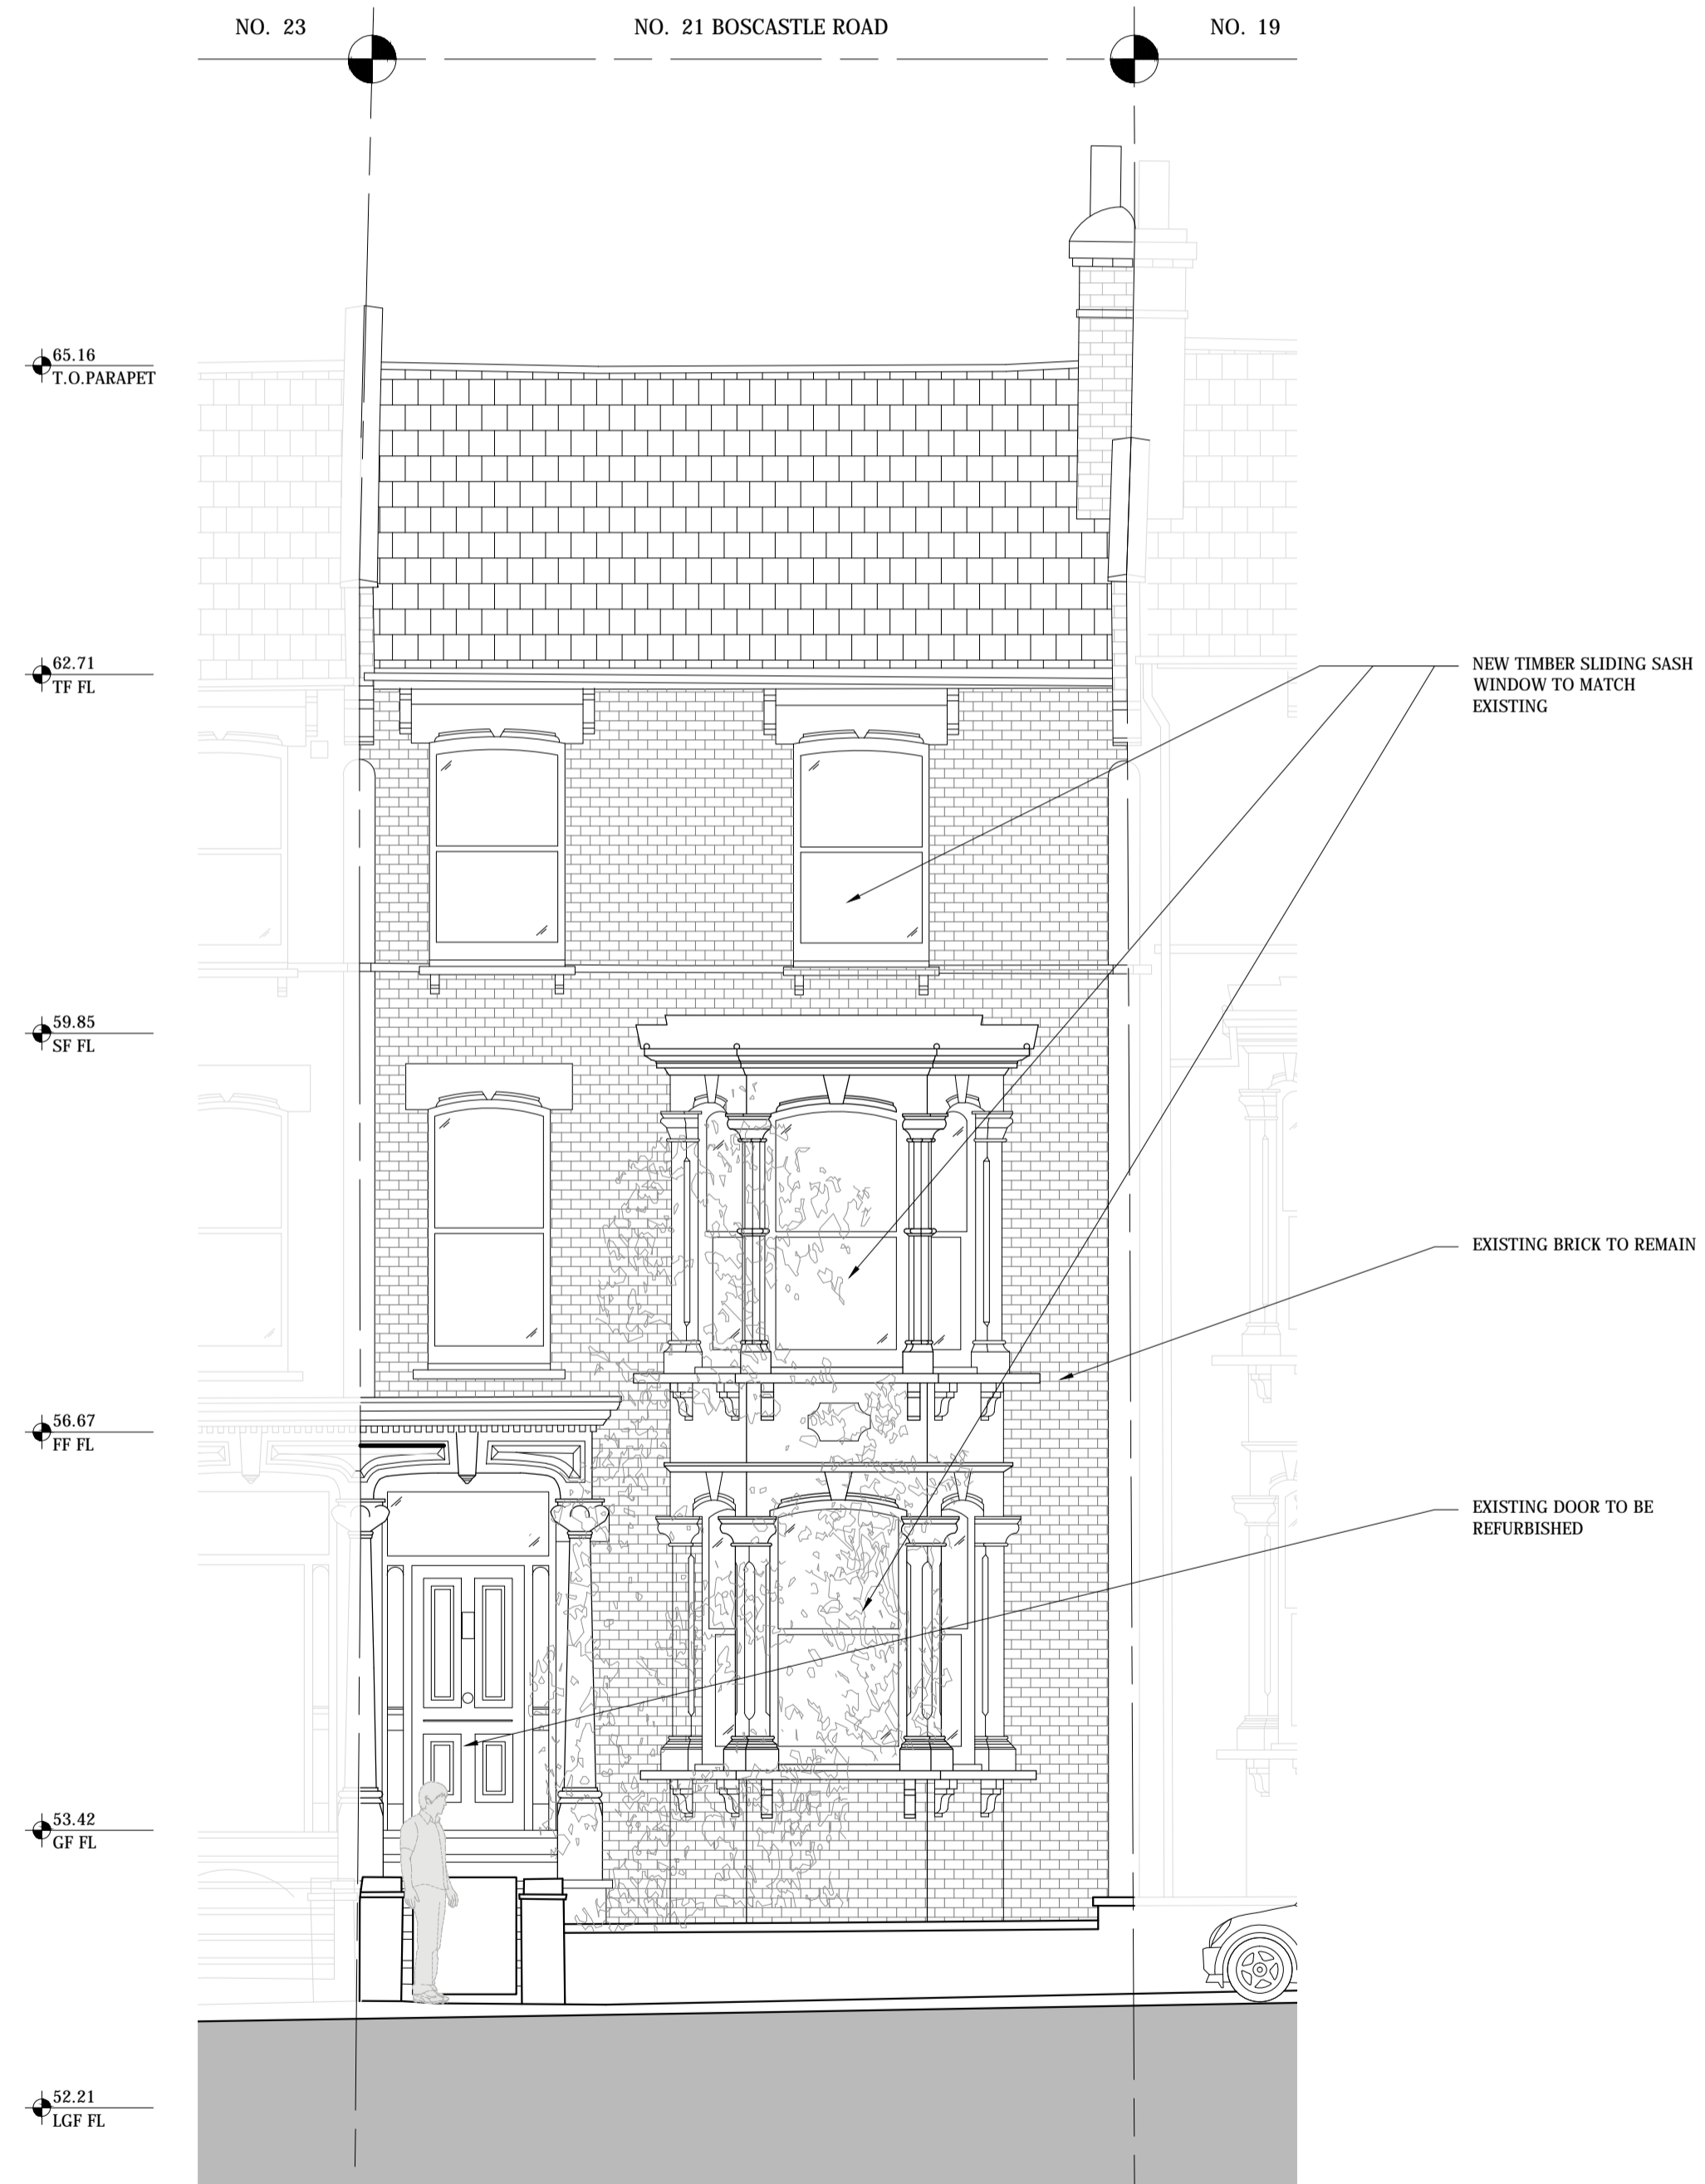 NO. 23
NO. 21 BOSCASTLE ROAD
NO. 19
65.16
T.O.PARAPET
62.71
TF FL
NEW TIMBER SLIDING SASH
WINDOW TO MATCH
EXISTING
59.85
SF FL
EXISTING BRICK TO REMAIN
56.67
FF FL
EXISTING DOOR TO BE
REFURBISHED
53.42
GF FL
52.21
LGF FL